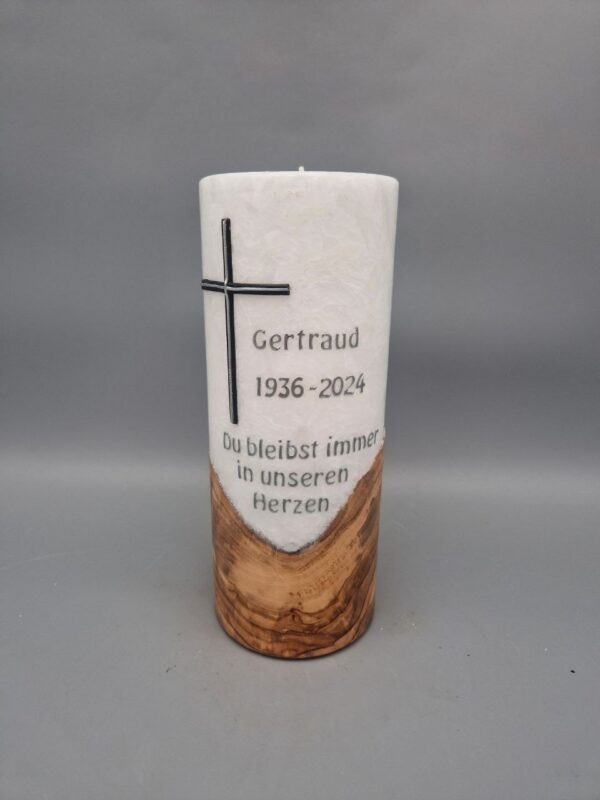 Gertraud
1936-2024
Du bleibst immer
in unseren
Herzen